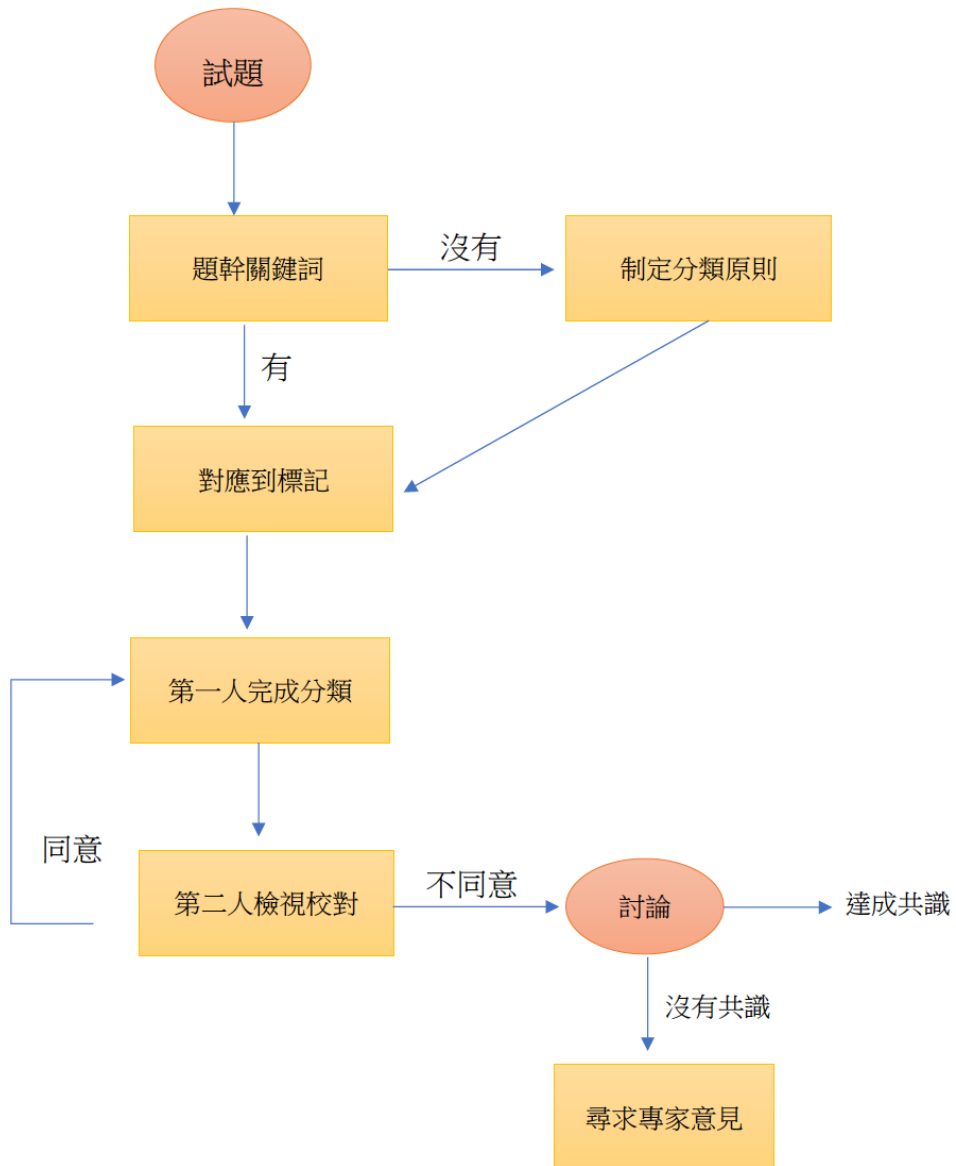 試題
題幹關鍵詞
沒有
制定分類原則
有
對應到標記
第一人完成分類
同意
第二人檢視校對
不同意
討論
達成共識
沒有共識
尋求專家意見